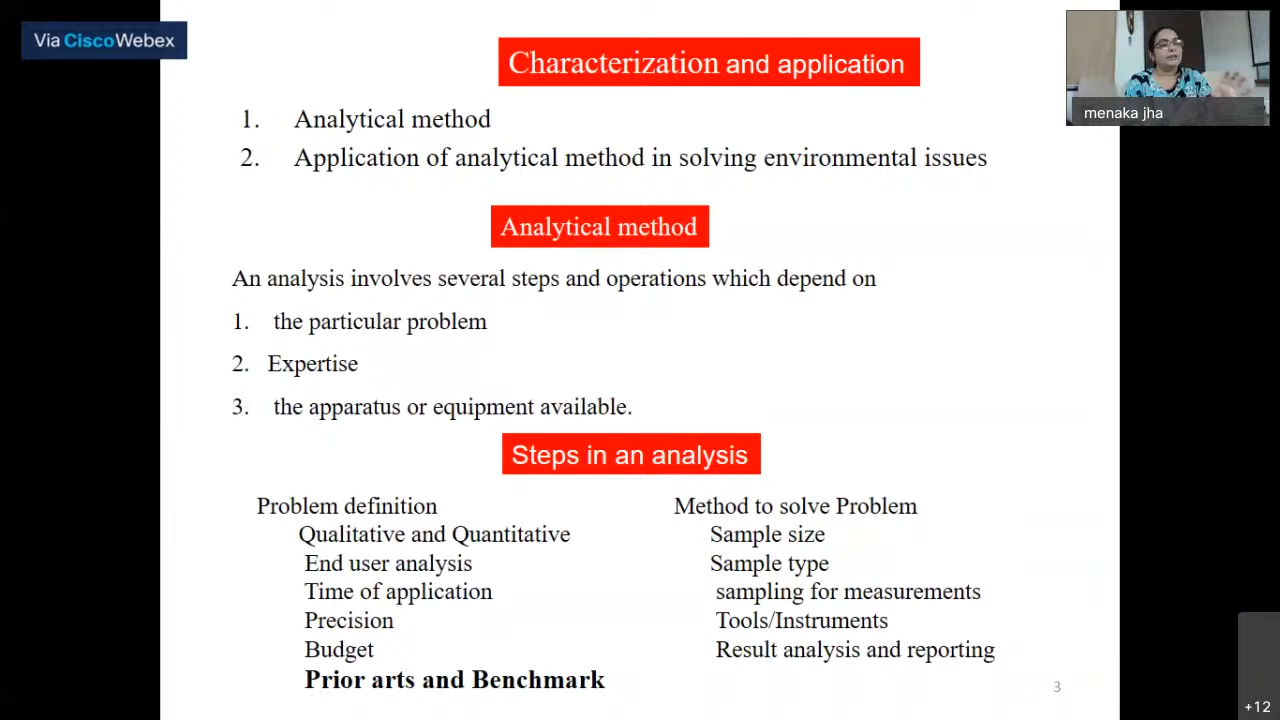 Via CiscoWebex
Characterization and application
menaka jha
1. Analytical method
2. Application of analytical method in solving environmental issues
Analytical method
An analysis involves several steps and operations which depend on
1. the particular problem
2. Expertise
3. the apparatus or equipment available.
Steps in an analysis
Problem definition
Qualitative and Quantitative
End user analysis
Time of application
Precision
Budget
Prior arts and Benchmark
Method to solve Problem
Sample size
Sample type
sampling for measurements
Tools/Instruments
Result analysis and reporting
3
+12